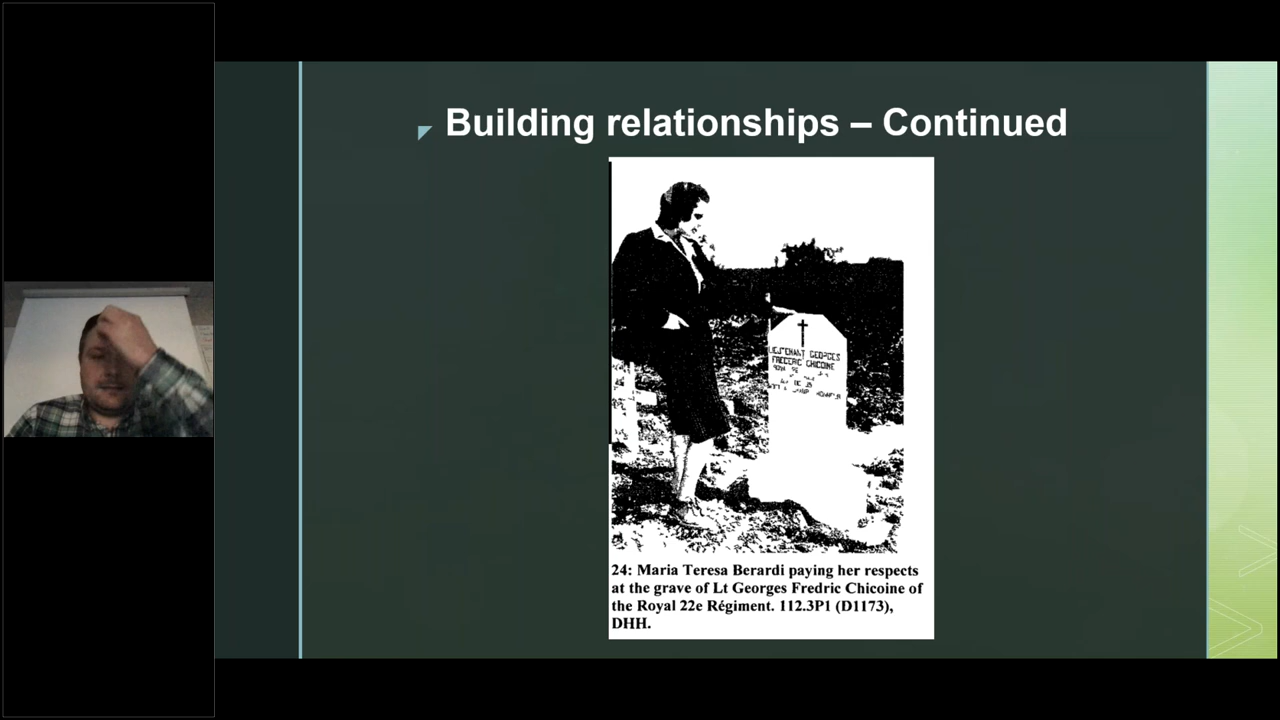 Building relationships – Continued
LIEUTENANT GEORGES
FREDERIC CHICOINE
24: Maria Teresa Berardi paying her respects
at the grave of Lt Georges Fredric Chicoine of
the Royal 22e Régiment. 112.3P1 (D1173),
DHH.